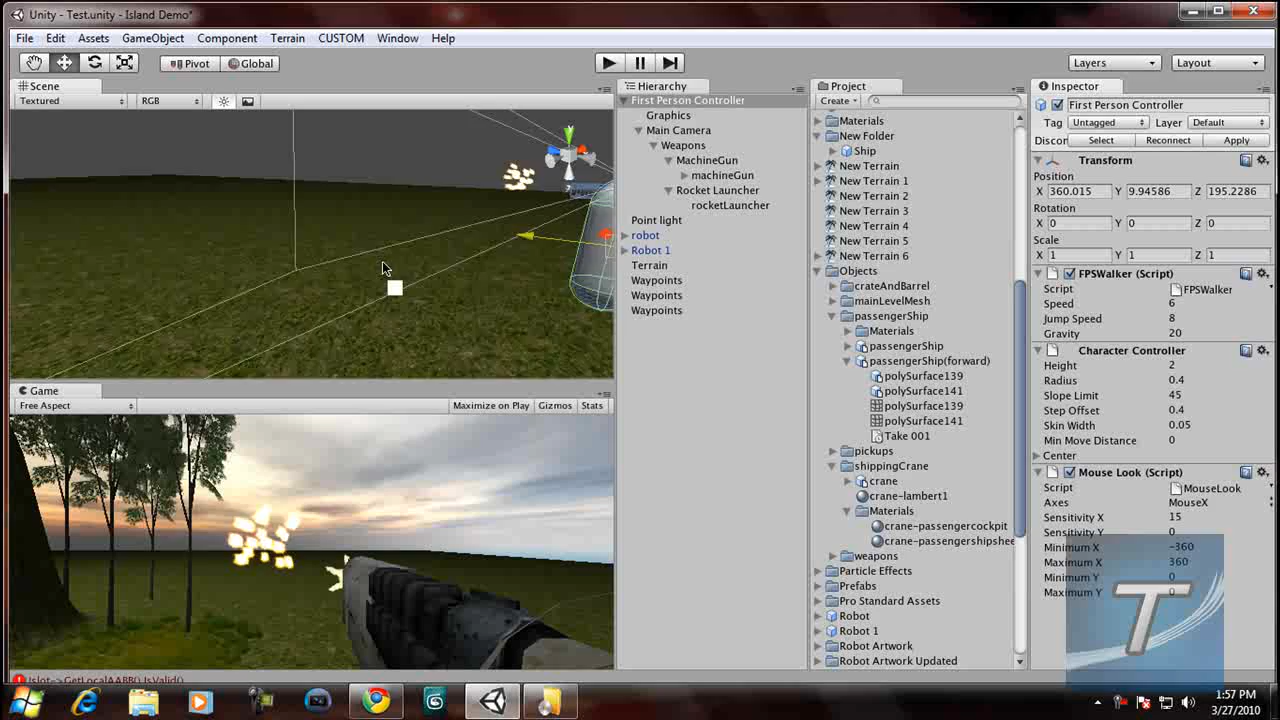 Unity - Test.unity - Island Demo*
File Edit Assets GameObject Component Terrain CUSTOM Window Help
Pivot Global Layers Layout
Scene
Textured RGB
Game
Free Aspect Maximize on Play Gizmos Stats
Hierarchy
First Person Controller
Graphics
Main Camera
Weapons
MachineGun
machineGun
Rocket Launcher
rocketLauncher
Point light
robot
Robot 1
Terrain
Waypoints
Waypoints
Waypoints
Project
Create
Materials
New Folder
Ship
New Terrain
New Terrain 1
New Terrain 2
New Terrain 3
New Terrain 4
New Terrain 5
New Terrain 6
Objects
crateAndBarrel
mainLevelMesh
passengerShip
Materials
passengerShip
passengerShip(forward)
polySurface139
polySurface141
polySurface139
polySurface141
Take 001
pickups
shippingCrane
crane
crane-lambert1
Materials
crane-passengercockpit
crane-passengershipshee
weapons
Particle Effects
Prefabs
Pro Standard Assets
Robot
Robot 1
Robot Artwork
Robot Artwork Updated
Inspector
First Person Controller
Tag Untagged Layer Default
Discon Select Reconnect Apply
Transform
Position
X 360.015 Y 9.94586 Z 195.2286
Rotation
X 0 Y 0 Z 0
Scale
X 1 Y 1 Z 1
FPSWalker (Script)
Script FPSWalker
Speed 6
Jump Speed 8
Gravity 20
Character Controller
Height 2
Radius 0.4
Slope Limit 45
Step Offset 0.4
Skin Width 0.05
Min Move Distance 0
Center
Mouse Look (Script)
Script MouseLook
Axes MouseX
Sensitivity X 15
Sensitivity Y 0
Minimum X -360
Maximum X 360
Minimum Y 0
Maximum Y 0
T
!slot->GetLocalAABB().IsValid()
1:57 PM
3/27/2010